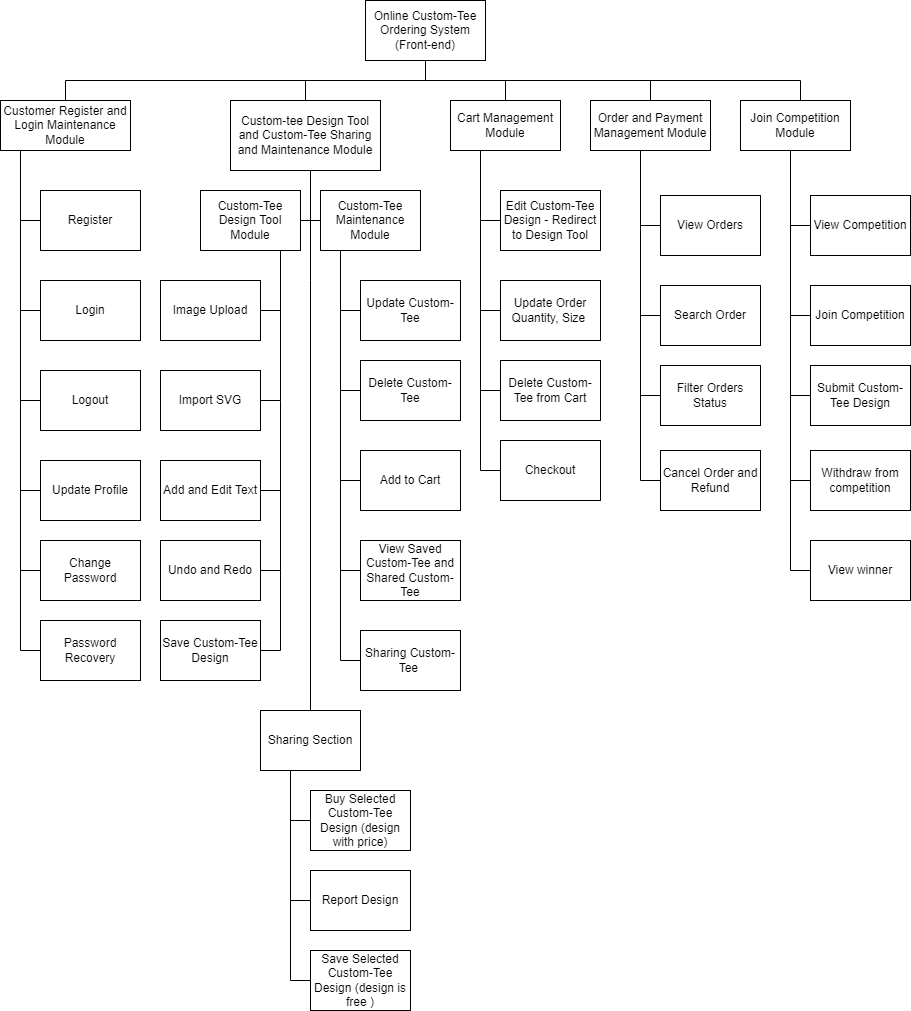 Online Custom-Tee
Ordering System
(Front-end)
Customer Register and
Login Maintenance
Module
Custom-tee Design Tool
and Custom-Tee Sharing
and Maintenance Module
Cart Management
Module
Order and Payment
Management Module
Join Competition
Module
Register
Login
Logout
Update Profile
Change
Password
Password
Recovery
Custom-Tee
Design Tool
Module
Image Upload
Import SVG
Add and Edit Text
Undo and Redo
Save Custom-Tee
Design
Custom-Tee
Maintenance
Module
Update Custom-
Tee
Delete Custom-
Tee
Add to Cart
View Saved
Custom-Tee and
Shared Custom-
Tee
Sharing Custom-
Tee
Sharing Section
Buy Selected
Custom-Tee
Design (design
with price)
Report Design
Save Selected
Custom-Tee
Design (design is
free )
Edit Custom-Tee
Design - Redirect
to Design Tool
Update Order
Quantity, Size
Delete Custom-
Tee from Cart
Checkout
View Orders
Search Order
Filter Orders
Status
Cancel Order and
Refund
View Competition
Join Competition
Submit Custom-
Tee Design
Withdraw from
competition
View winner